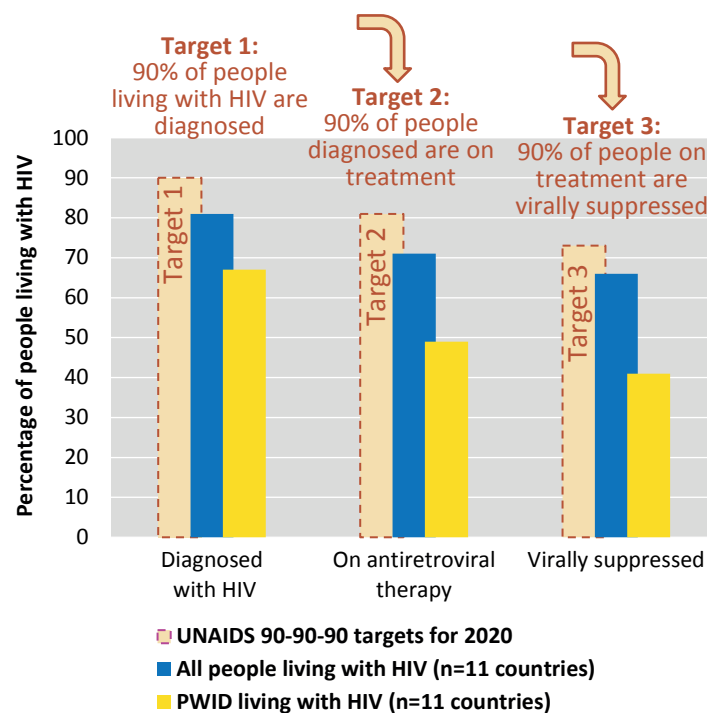 Target 1:
90% of people
living with HIV are
diagnosed
Target 2:
90% of people
diagnosed are on
treatment
Target 3:
90% of people on
treatment are
virally suppressed
Percentage of people living with HIV
100
90
80
70
60
50
40
30
20
10
0
Target 1
Target 2
Target 3
Diagnosed
with HIV
On antiretroviral
therapy
Virally suppressed
UNAIDS 90-90-90 targets for 2020
All people living with HIV (n=11 countries)
PWID living with HIV (n=11 countries)